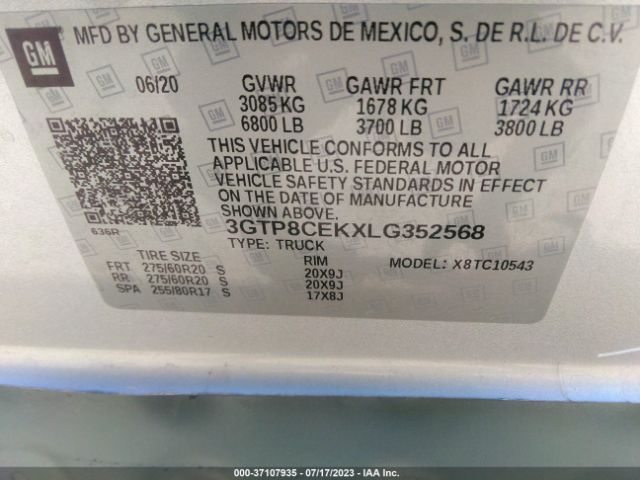 GM MFD BY GENERAL MOTORS DE MEXICO, S. DE R.L. DE C.V.
06/20 GVWR GAWR FRT GAWR RR
3085 KG 1678 KG 1724 KG
6800 LB 3700 LB 3800 LB
THIS VEHICLE CONFORMS TO ALL
APPLICABLE U.S. FEDERAL MOTOR
VEHICLE SAFETY STANDARDS IN EFFECT
ON THE DATE OF MANUFACTURE
SHOWN ABOVE.
636R 3GTP8CEKXLG352568
TYPE: TRUCK MODEL: X8TC10543
TIRE SIZE RIM
FRT 275/60R20 S 20X9J
RR 275/60R20 S 20X9J
SPA 255/80R17 S 17X8J
000-37107935 - 07/17/2023 - IAA Inc.